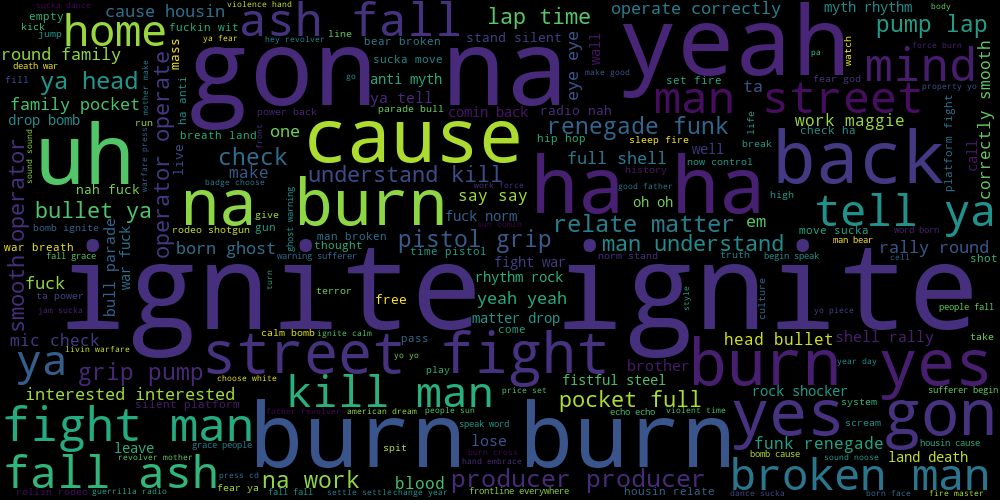 sucka dance
violence hand
cause housin
ash fall
lap time
operate correctly
myth rhythm
body
empty
kick
jump
home
fuckin wit
ya fear
hey revolver
line
stand silent
bear broken
wall
eye eye
yeah
pump lap
round family
death war
mass
gon na
sucka move
make good
set fire
fear god
watch
mind
pa
force burn
fill
ya head
mother make
ha anti
anti myth
go
ya tell
parade bull
comin back
radio nah
man street
ta
property yo
correctly smooth
family pocket
drop bomb
run
operator operate
power back
front
cause
one
renegade funk
life
work maggie
platform fight
uh
breath land
live
check
hip hop
sleep fire
check ha
break
call
sound sound
warfare press
make
understand kill
full shell
well
now control
back
nah fuck
badge choose
work force
history
ha ha
good father
high
smooth operator
bullet ya
na burn
say say
oh oh
relate matter
em
tell ya
bomb ignite
rodeo shotgun
give
gun
ghost warning
fuck norm
bun comin
move sucka
word born
war breath
born ghost
man broken
pistol grip
man understand
man bear
rally round
fall grace
bull parade
war fuck
warning sufferer
thought
time pistol
fight war
norm stand
truth
begin speak
cell
shot
fuck
ta power
turn
terror
rhythm rock
ignite ignite
style
culture
yo piece
people fall
jam sucka
free
yeah yeah
matter drop
mic check
livin warfare
calm bomb
ignite calm
pass
come
head bullet
shell rally
take
ya
grip pump
street fight
yo yo
play
brother
burn yes
year day
interested interested
choose white
kill man
price set
fistful steel
pocket full
rock shocker
sufferer begin
silent platform
father revolver
american dream
people sun
echo echo
violent time
system
fight man
burn burn
speak word
yes gon
scream
leave
grace people
spit
lose
burn cross
hand embrace
funk renegade
housin cause
revolver mother
bomb cause
sound noose
land death
fall ash
press cd
na work
blood
producer producer
broken man
rollin rodeo
guerrilla radio
fear ya
fall fall
settle settle
change year
frontline everywhere
housin relate
dance sucka
born face
fire master